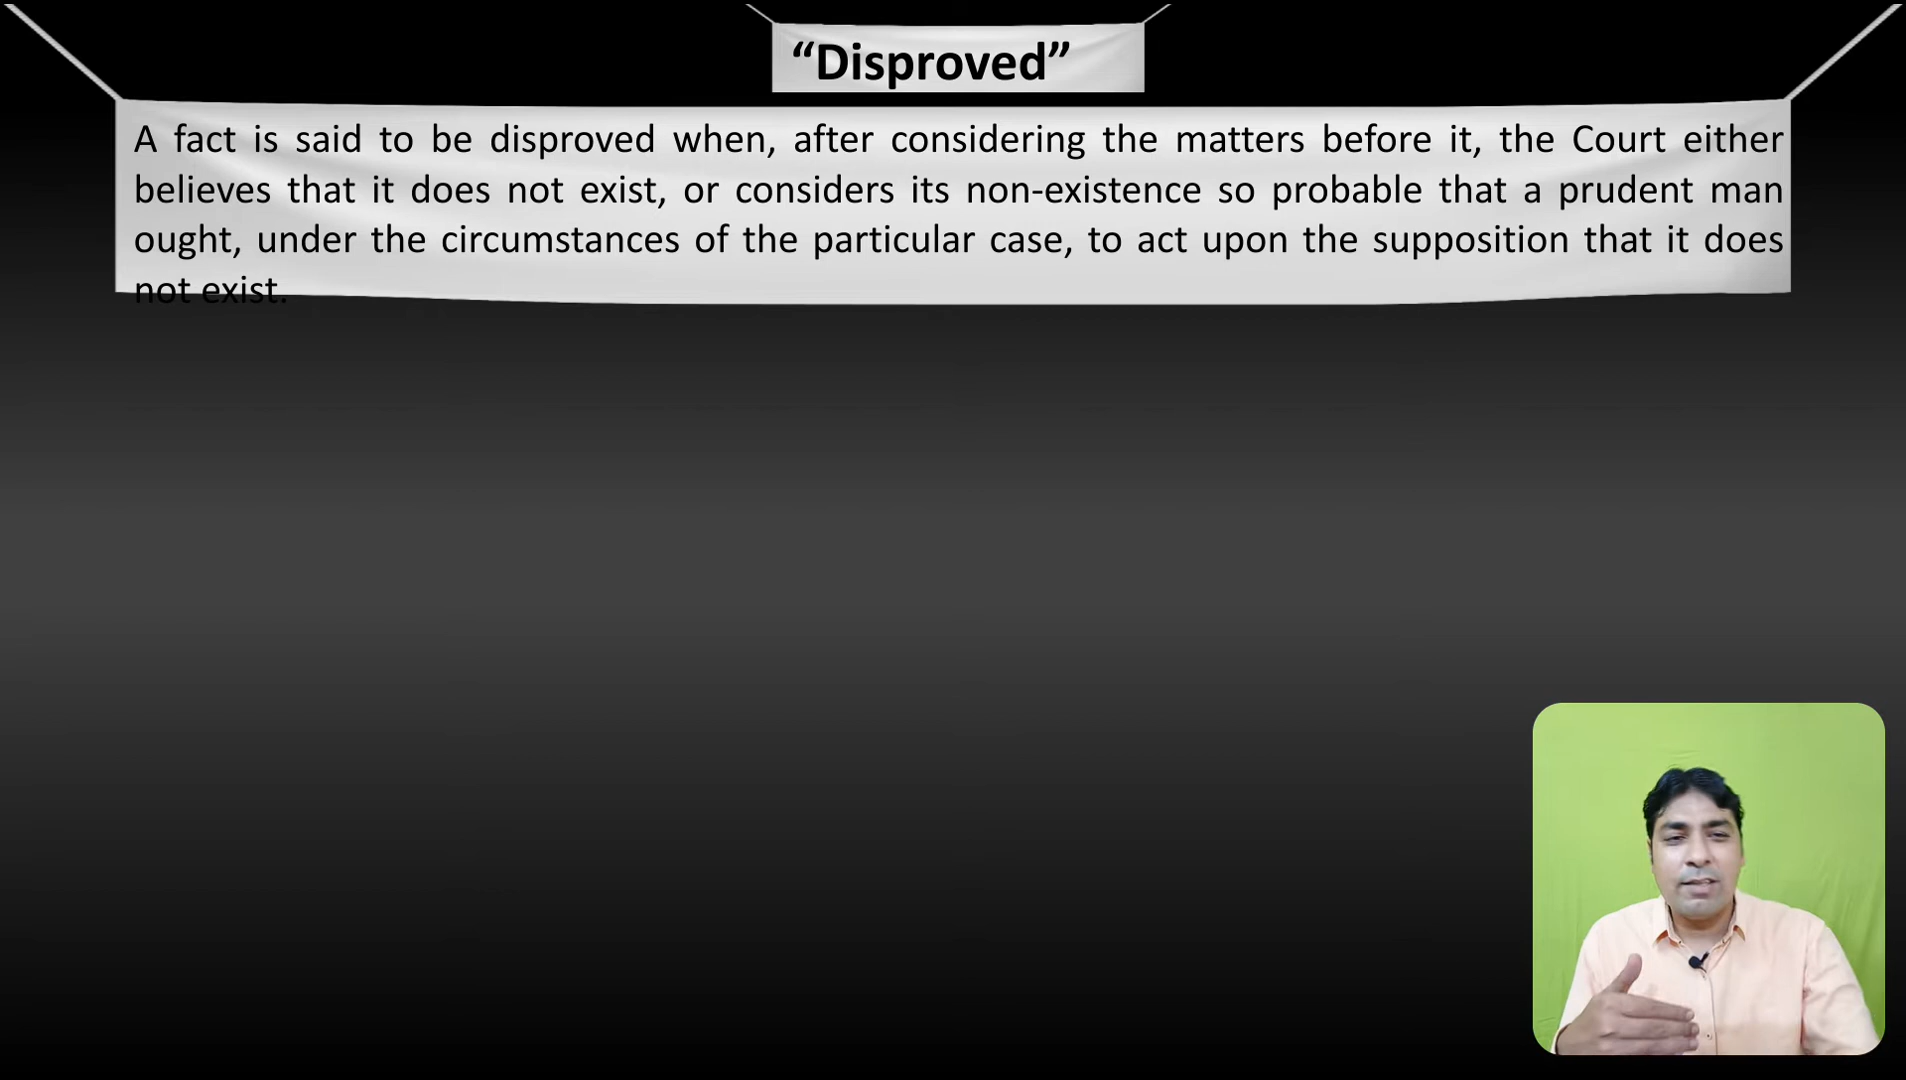 “Disproved”
A fact is said to be disproved when, after considering the matters before it, the Court either
believes that it does not exist, or considers its non-existence so probable that a prudent man
ought, under the circumstances of the particular case, to act upon the supposition that it does
not exist.